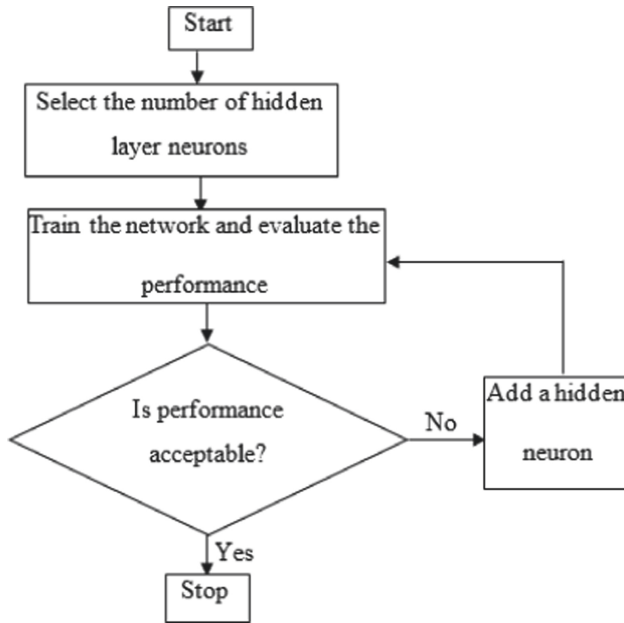 Start
Select the number of hidden
layer neurons
Train the network and evaluate the
performance
Is performance
acceptable?
No
Add a hidden
neuron
Yes
Stop